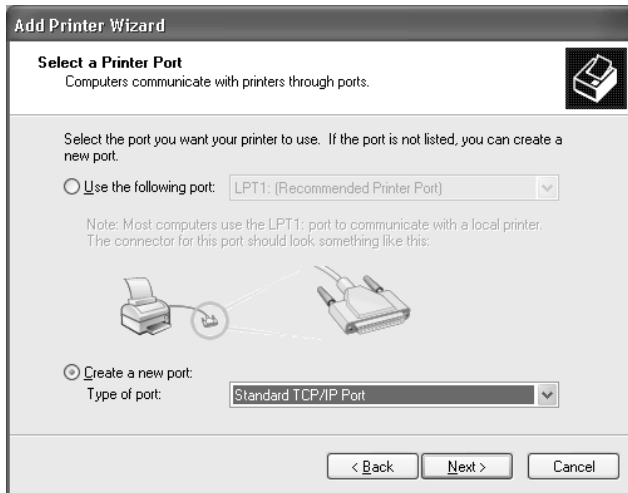 Add Printer Wizard
Select a Printer Port
Computers communicate with printers through ports.
Select the port you want your printer to use. If the port is not listed, you can create a
new port.
Use the following port: LPT1: (Recommended Printer Port)
Note: Most computers use the LPT1: port to communicate with a local printer.
The connector for this port should look something like this:
Create a new port:
Type of port: Standard TCP/IP Port
< Back Next > Cancel